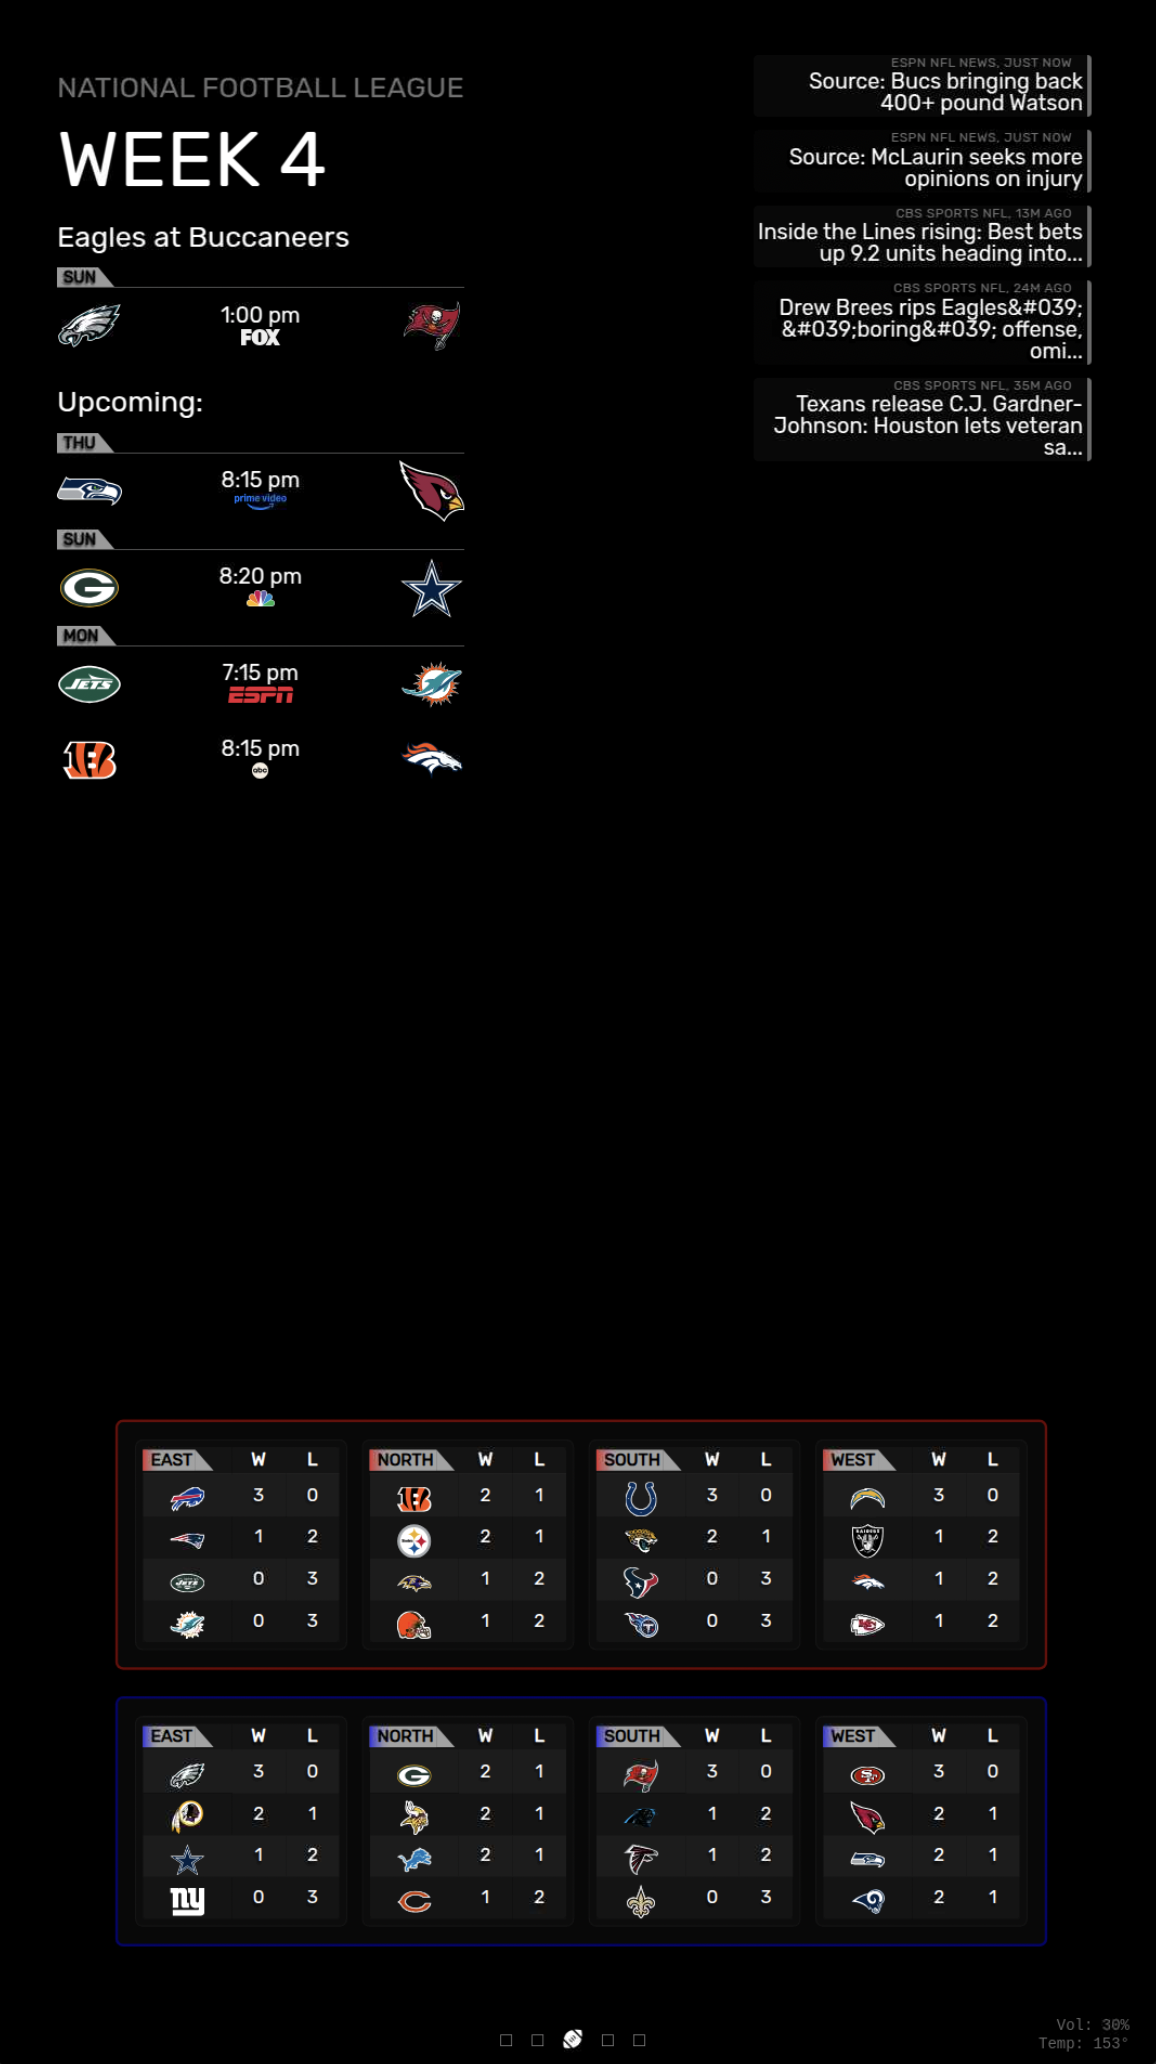 NATIONAL FOOTBALL LEAGUE
WEEK 4
Eagles at Buccaneers
SUN
1:00 pm
FOX
Upcoming:
THU
8:15 pm
prime video
SUN
8:20 pm
MON
JETS
7:15 pm
ESPN
8:15 pm
abc
ESPN NFL NEWS, JUST NOW
Source: Bucs bringing back
400+ pound Watson
ESPN NFL NEWS, JUST NOW
Source: McLaurin seeks more
opinions on injury
CBS SPORTS NFL, 13M AGO
Inside the Lines rising: Best bets
up 9.2 units heading into...
CBS SPORTS NFL, 24M AGO
Drew Brees rips Eagles&#039;
&#039;boring&#039; offense,
omi...
CBS SPORTS NFL, 35M AGO
Texans release C.J. Gardner-
Johnson: Houston lets veteran
sa...
EAST W L
3 0
1 2
JETS 0 3
0 3
NORTH W L
2 1
2 1
1 2
1 2
SOUTH W L
3 0
2 1
0 3
0 3
WEST W L
3 0
RAIDERS 1 2
1 2
KC 1 2
EAST W L
3 0
2 1
1 2
ny 0 3
NORTH W L
G 2 1
2 1
2 1
C 1 2
SOUTH W L
3 0
1 2
1 2
0 3
WEST W L
SF 3 0
2 1
2 1
2 1
Vol: 30%
Temp: 153°